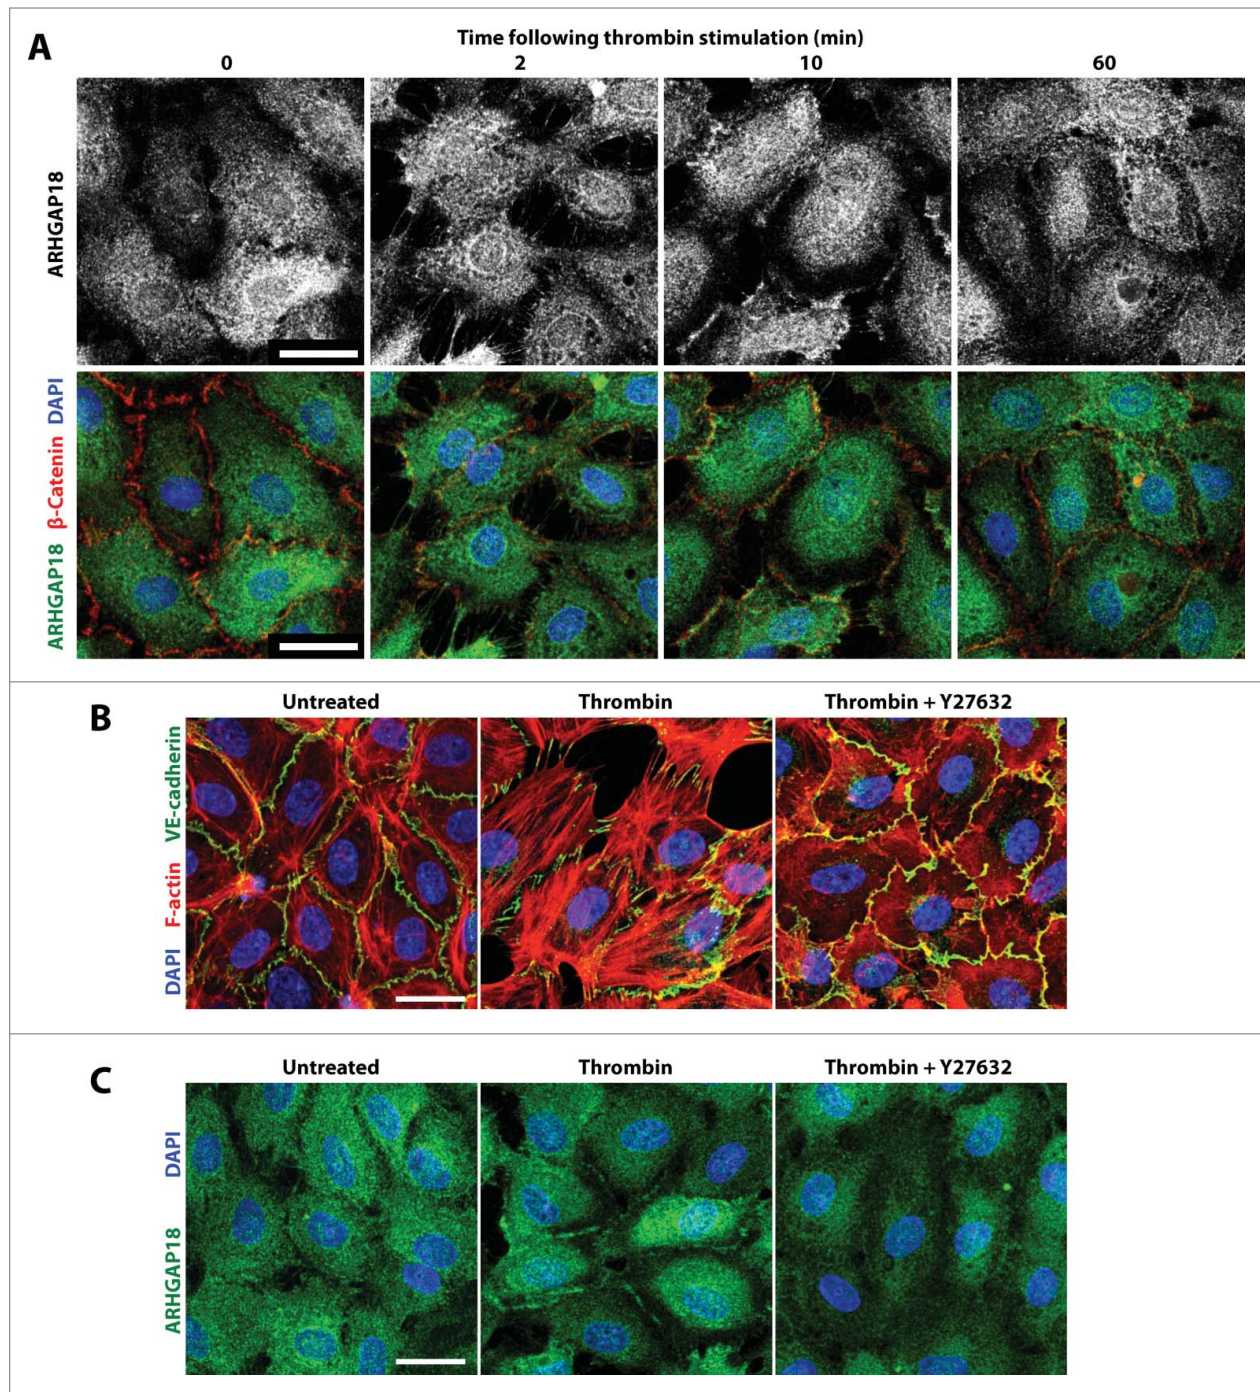 A
Time following thrombin stimulation (min)
0 2 10 60
ARHGAP18
ARHGAP18 β-Catenin DAPI
B
Untreated Thrombin Thrombin + Y27632
DAPI F-actin VE-cadherin
C
Untreated Thrombin Thrombin + Y27632
ARHGAP18 DAPI